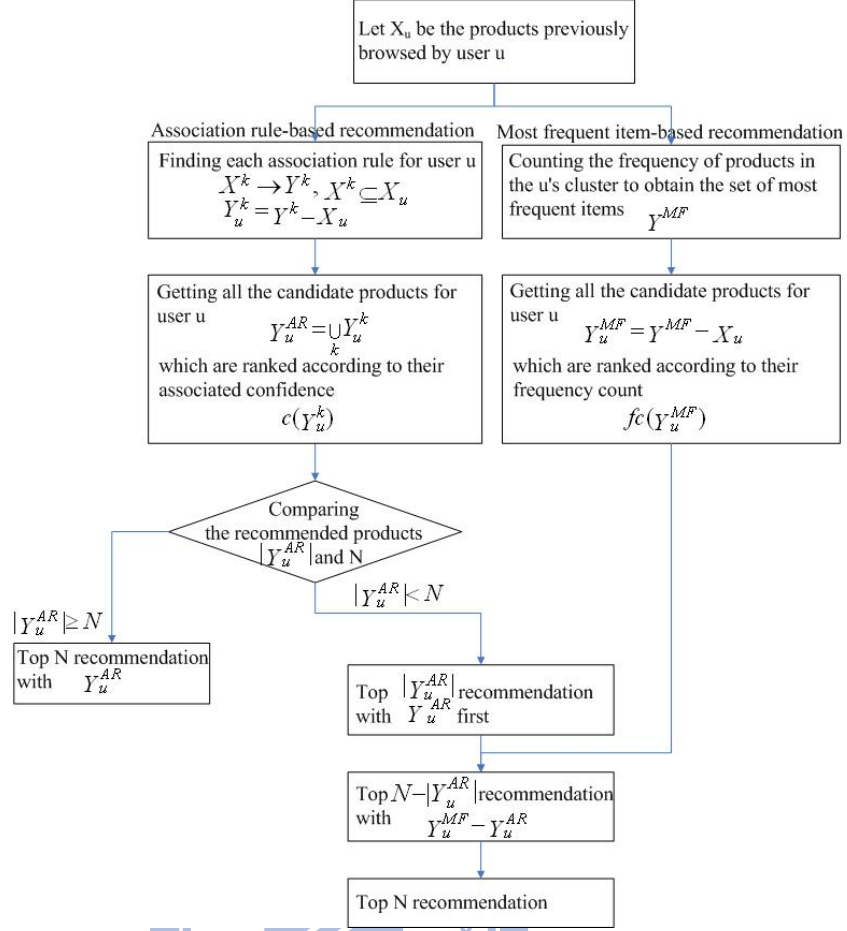 Let X_u be the products previously
browsed by user u
Association rule-based recommendation
Finding each association rule for user u
X^k → Y^k, X^k ⊆ X_u
Y_u^k = Y^k − X_u
Most frequent item-based recommendation
Counting the frequency of products in
the u's cluster to obtain the set of most
frequent items Y^{MF}
Getting all the candidate products for
user u
Y_u^{AR} = ∪_k Y_u^k
which are ranked according to their
associated confidence
c(Y_u^k)
Getting all the candidate products for
user u
Y_u^{MF} = Y^{MF} − X_u
which are ranked according to their
frequency count
fc(Y_u^{MF})
Comparing
the recommended products
|Y_u^{AR}| and N
|Y_u^{AR}| < N
|Y_u^{AR}| ≥ N
Top N recommendation
with Y_u^{AR}
Top |Y_u^{AR}| recommendation
with Y_u^{AR} first
Top N−|Y_u^{AR}| recommendation
with Y_u^{MF} − Y_u^{AR}
Top N recommendation